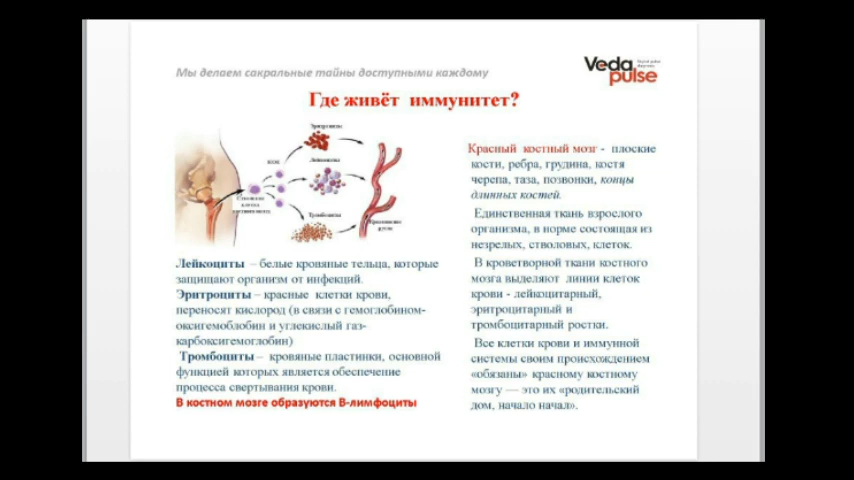 Мы делаем сакральные тайны доступными каждому
Veda
pulse
Где живёт иммунитет?
Эритроциты
Лейкоциты
Тромбоциты
Лейкоциты – белые кровяные тельца, которые
защищают организм от инфекций.
Эритроциты – красные клетки крови,
переносят кислород (в связи с гемоглобином-
оксигемоблобин и углекислый газ-
карбоксигемоглобин)
Тромбоциты – кровяные пластинки, основной
функцией которых является обеспечение
процесса свертывания крови.
В костном мозге образуются В-лимфоциты
Красный костный мозг - плоские
кости, ребра, грудина, костя
черепа, таза, позвонки, концы
длинных костей.
Единственная ткань взрослого
организма, в норме состоящая из
незрелых, стволовых, клеток.
В кроветворной ткани костного
мозга выделяют линии клеток
крови - лейкоцитарный,
эритроцитарный и
тромбоцитарный ростки.
Все клетки крови и иммунной
системы своим происхождением
«обязаны» красному костному
мозгу — это их «родительский
дом, начало начал».